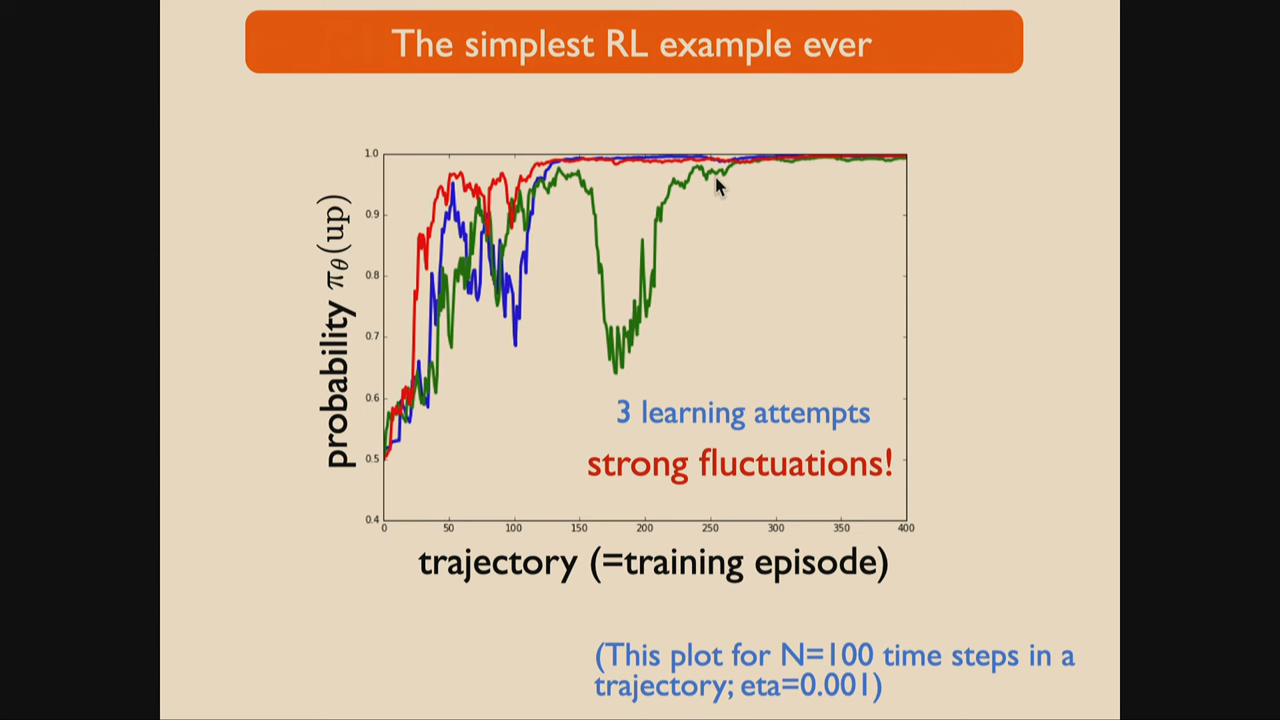 The simplest RL example ever
1.0
0.9
0.8
0.7
0.6
0.5
0.4
probability πθ(up)
3 learning attempts
strong fluctuations!
0 50 100 150 200 250 300 350 400
trajectory (=training episode)
(This plot for N=100 time steps in a
trajectory; eta=0.001)